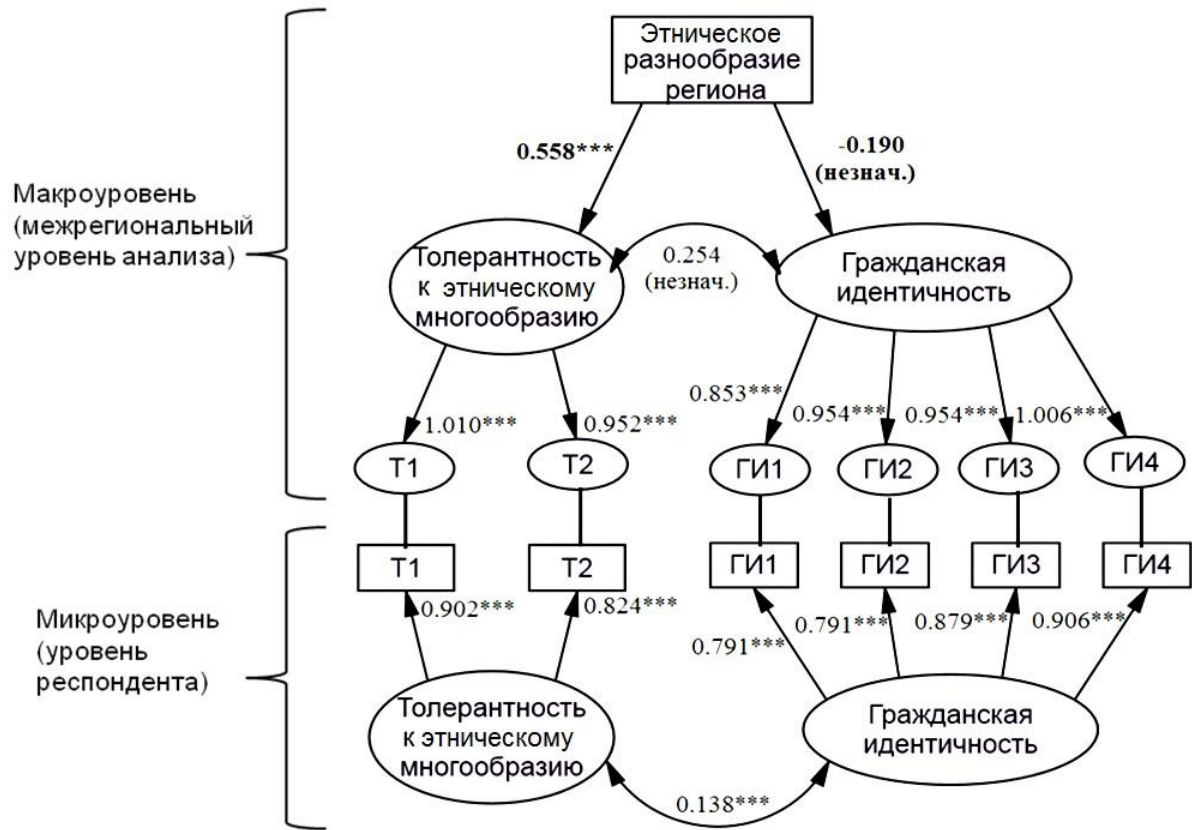 Этническое
разнообразие
региона
0.558***
-0.190
(незнач.)
Макроуровень
(межрегиональный
уровень анализа)
Толерантность
к этническому
многообразию
0.254
(незнач.)
Гражданская
идентичность
1.010***
0.952***
0.853***
0.954***
0.954***
1.006***
Т1
Т2
ГИ1
ГИ2
ГИ3
ГИ4
Т1
Т2
ГИ1
ГИ2
ГИ3
ГИ4
0.902***
0.824***
0.791***
0.791***
0.879***
0.906***
Микроуровень
(уровень
респондента)
Толерантность
к этническому
многообразию
Гражданская
идентичность
0.138***